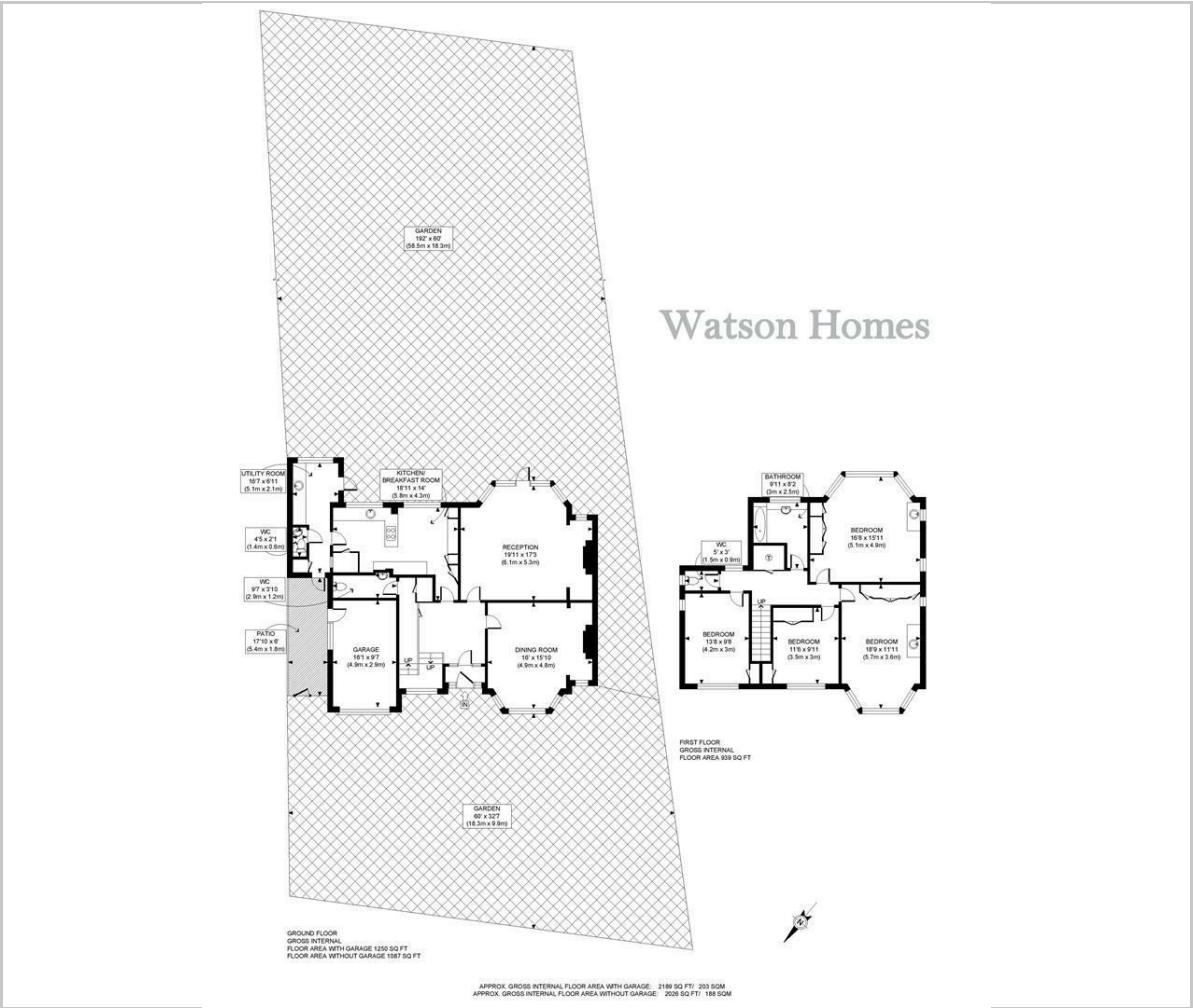 GARDEN
192' x 60'
(58.5m x 18.3m)
Watson Homes
UTILITY ROOM
16'7 x 6'11
(5.1m x 2.1m)
KITCHEN/
BREAKFAST ROOM
18'11 x 14'
(5.8m x 4.3m)
WC
4'5 x 2'1
(1.4m x 0.6m)
RECEPTION
19'11 x 17'3
(6.1m x 5.3m)
WC
9'7 x 3'10
(2.9m x 1.2m)
PATIO
17'10 x 6'
(5.4m x 1.8m)
GARAGE
16'1 x 9'7
(4.9m x 2.9m)
UP
UP
DINING ROOM
16' x 15'10
(4.9m x 4.8m)
IN
BATHROOM
9'11 x 8'2
(3m x 2.5m)
BEDROOM
16'8 x 15'11
(5.1m x 4.9m)
WC
5' x 3'
(1.5m x 0.9m)
T
UP
BEDROOM
13'8 x 9'8
(4.2m x 3m)
BEDROOM
11'6 x 9'11
(3.5m x 3m)
BEDROOM
18'9 x 11'11
(5.7m x 3.6m)
FIRST FLOOR
GROSS INTERNAL
FLOOR AREA 939 SQ FT
GARDEN
60' x 32'7
(18.3m x 9.9m)
N
GROUND FLOOR
GROSS INTERNAL
FLOOR AREA WITH GARAGE 1250 SQ FT
FLOOR AREA WITHOUT GARAGE 1087 SQ FT
APPROX. GROSS INTERNAL FLOOR AREA WITH GARAGE: 2189 SQ FT/ 203 SQM
APPROX. GROSS INTERNAL FLOOR AREA WITHOUT GARAGE: 2026 SQ FT/ 188 SQM